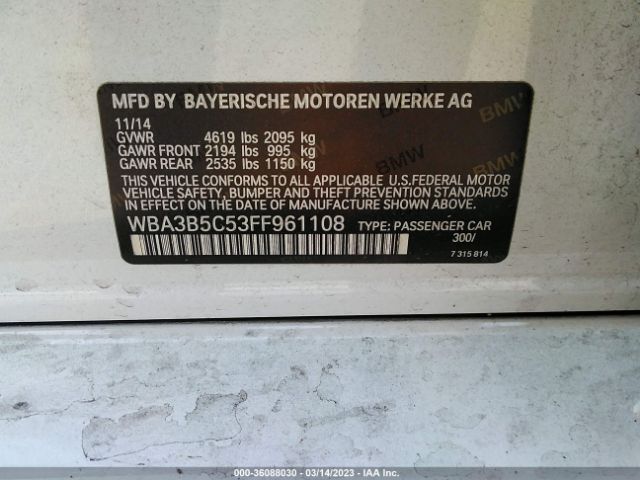 MFD BY BAYERISCHE MOTOREN WERKE AG
11/14
GVWR 4619 lbs 2095 kg
GAWR FRONT 2194 lbs 995 kg
GAWR REAR 2535 lbs 1150 kg
THIS VEHICLE CONFORMS TO ALL APPLICABLE U.S.FEDERAL MOTOR
VEHICLE SAFETY, BUMPER AND THEFT PREVENTION STANDARDS
IN EFFECT ON THE DATE OF MANUFACTURE SHOWN ABOVE.
WBA3B5C53FF961108 TYPE: PASSENGER CAR
300/
7 315 814
BMW
BMW
BMW
000-36088030 - 03/14/2023 - IAA Inc.